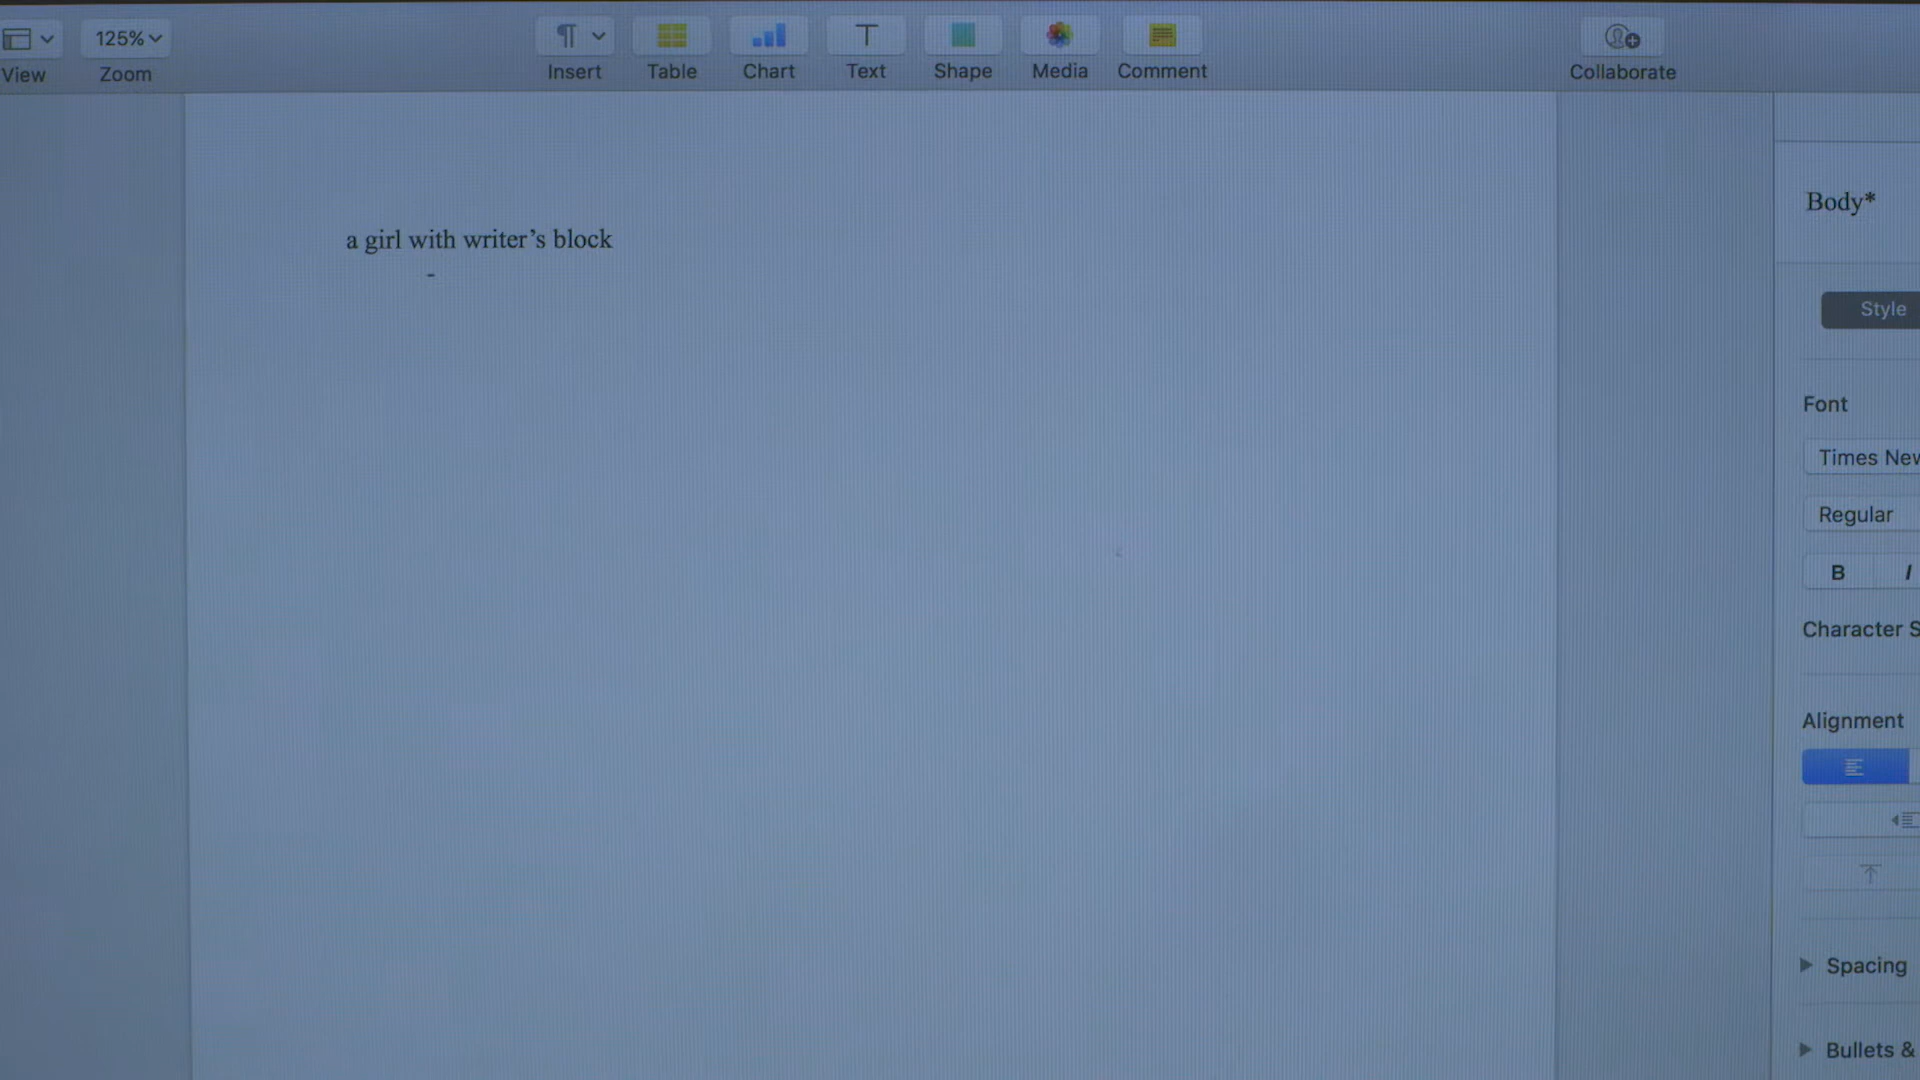 125%
View
Zoom
Insert
Table
Chart
Text
Shape
Media
Comment
Collaborate
a girl with writer’s block
-
Body*
Style
Font
Times New
Regular
B I
Character S
Alignment
Spacing
Bullets &